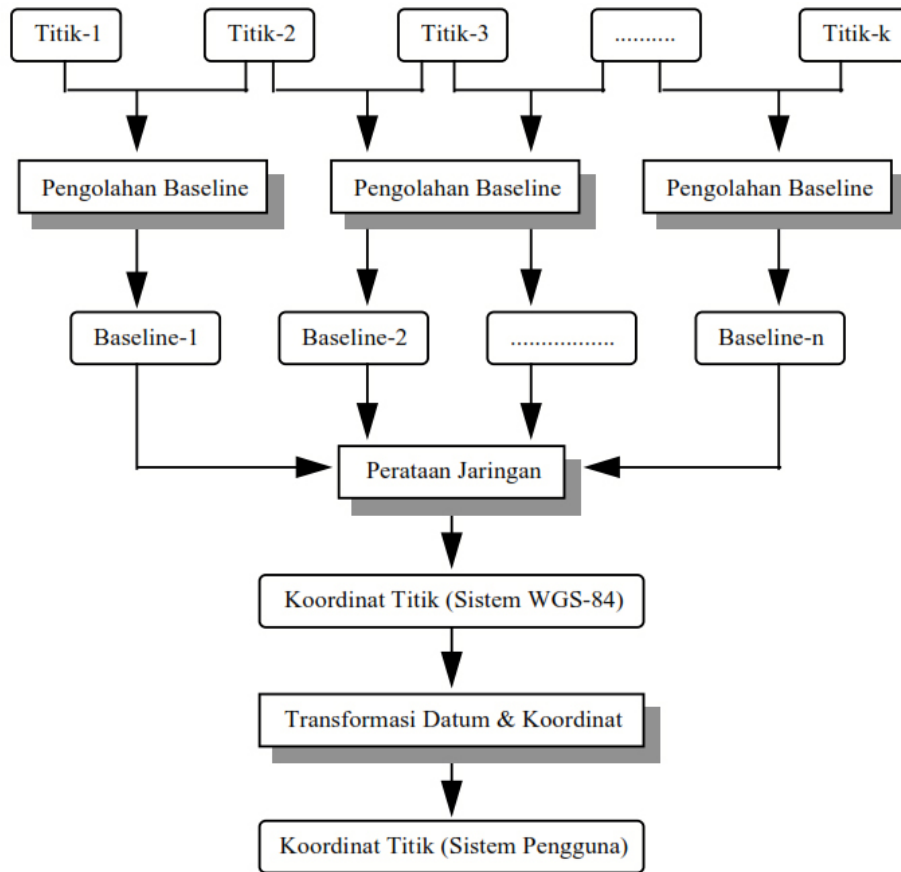 Titik-1
Titik-2
Titik-3
..........
Titik-k
Pengolahan Baseline
Pengolahan Baseline
Pengolahan Baseline
Baseline-1
Baseline-2
.................
Baseline-n
Perataan Jaringan
Koordinat Titik (Sistem WGS-84)
Transformasi Datum & Koordinat
Koordinat Titik (Sistem Pengguna)